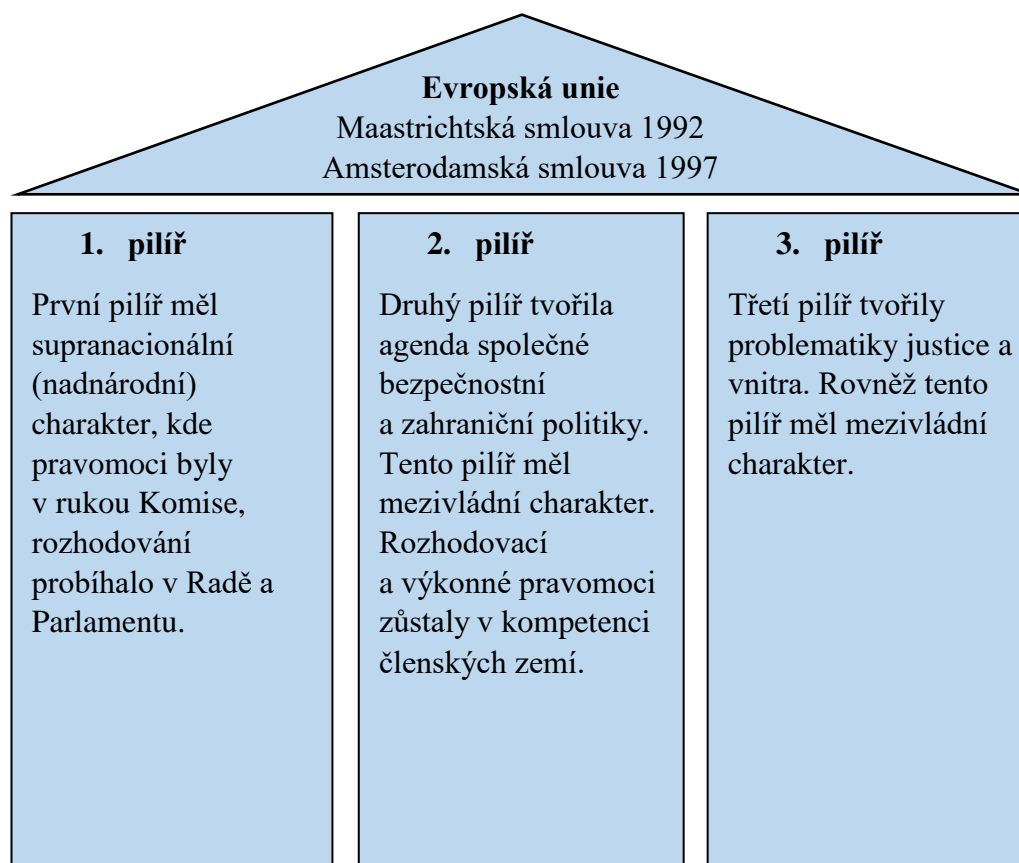 Evropská unie
Maastrichtská smlouva 1992
Amsterodamská smlouva 1997
1. pilíř
První pilíř měl
supranacionální
(nadnárodní)
charakter, kde
pravomoci byly
v rukou Komise,
rozhodování
probíhalo v Radě a
Parlamentu.
2. pilíř
Druhý pilíř tvořila
agenda společné
bezpečnostní
a zahraniční politiky.
Tento pilíř měl
mezivládní charakter.
Rozhodovací
a výkonné pravomoci
zůstaly v kompetenci
členských zemí.
3. pilíř
Třetí pilíř tvořily
problematiky justice a
vnitra. Rovněž tento
pilíř měl mezivládní
charakter.